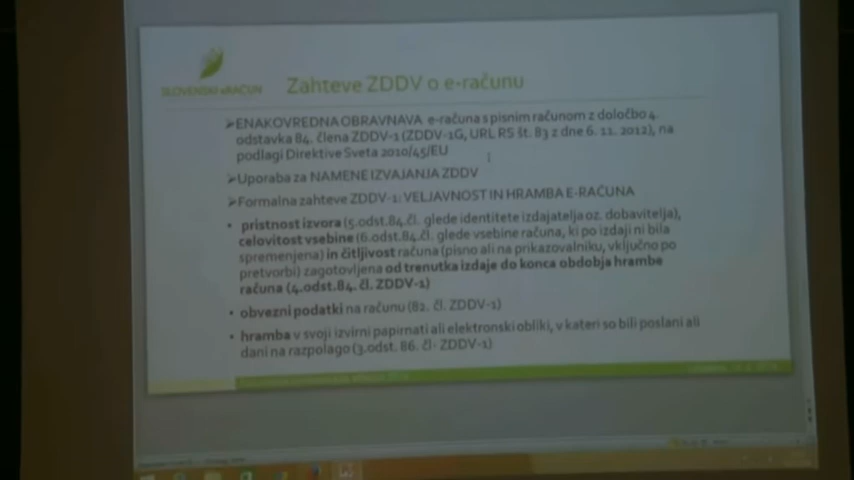 SLOVENSKI eRAČUN
Zahteve ZDDV o e-računu
➢ENAKOVREDNA OBRAVNAVA e-računa s pisnim računom z določbo 4.
odstavka 84. člena ZDDV-1 (ZDDV-1G, URL RS št. 83 z dne 6. 11. 2012), na
podlagi Direktive Sveta 2010/45/EU
➢Uporaba za NAMENE IZVAJANJA ZDDV
➢Formalna zahteve ZDDV-1: VELJAVNOST IN HRAMBA E-RAČUNA
• pristnost izvora (5.odst.84.čl. glede identitete izdajatelja oz. dobavitelja),
celovitost vsebine (6.odst.84.čl. glede vsebine računa, ki po izdaji ni bila
spremenjena) in čitljivost računa (pisno ali na prikazovalniku, vključno po
pretvorbi) zagotovljena od trenutka izdaje do konca obdobja hrambe
računa (4.odst.84. čl. ZDDV-1)
• obvezni podatki na računu (82. čl. ZDDV-1)
• hramba v svoji izvirni papirnati ali elektronski obliki, v kateri so bili poslani ali
dani na razpolago (3.odst. 86. čl· ZDDV-1)